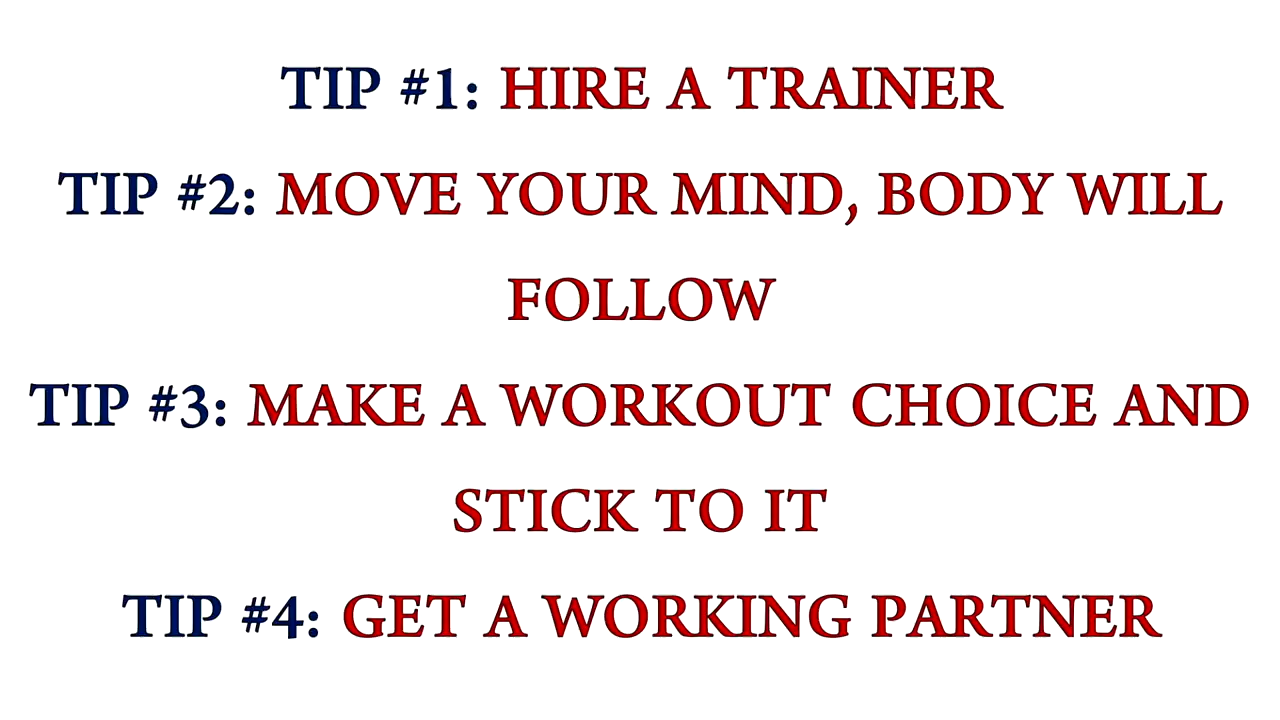 TIP #1: HIRE A TRAINER
TIP #2: MOVE YOUR MIND, BODY WILL
FOLLOW
TIP #3: MAKE A WORKOUT CHOICE AND
STICK TO IT
TIP #4: GET A WORKING PARTNER